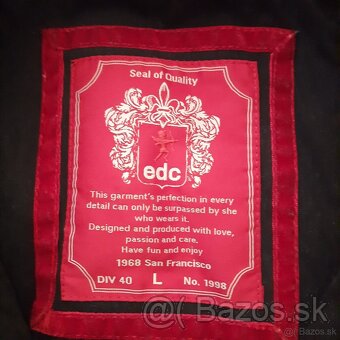 Seal of Quality
edc
This garment's perfection in every
detail can only be surpassed by she
who wears it.
Designed and produced with love,
passion and care.
Have fun and enjoy
1968 San Francisco
DIV 40 L No. 1998
Bazos.sk
Bazos.sk